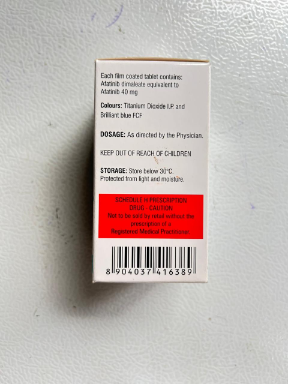 Each film coated tablet contains:
Afatinib dimaleate equivalent to
Afatinib 40 mg
Colours: Titanium Dioxide I.P. and
Brilliant blue FCF
DOSAGE: As directed by the Physician.
KEEP OUT OF REACH OF CHILDREN
STORAGE: Store below 30°C.
Protected from light and moisture.
SCHEDULE H PRESCRIPTION
DRUG - CAUTION
Not to be sold by retail without the
prescription of a
Registered Medical Practitioner
8 904037 416389